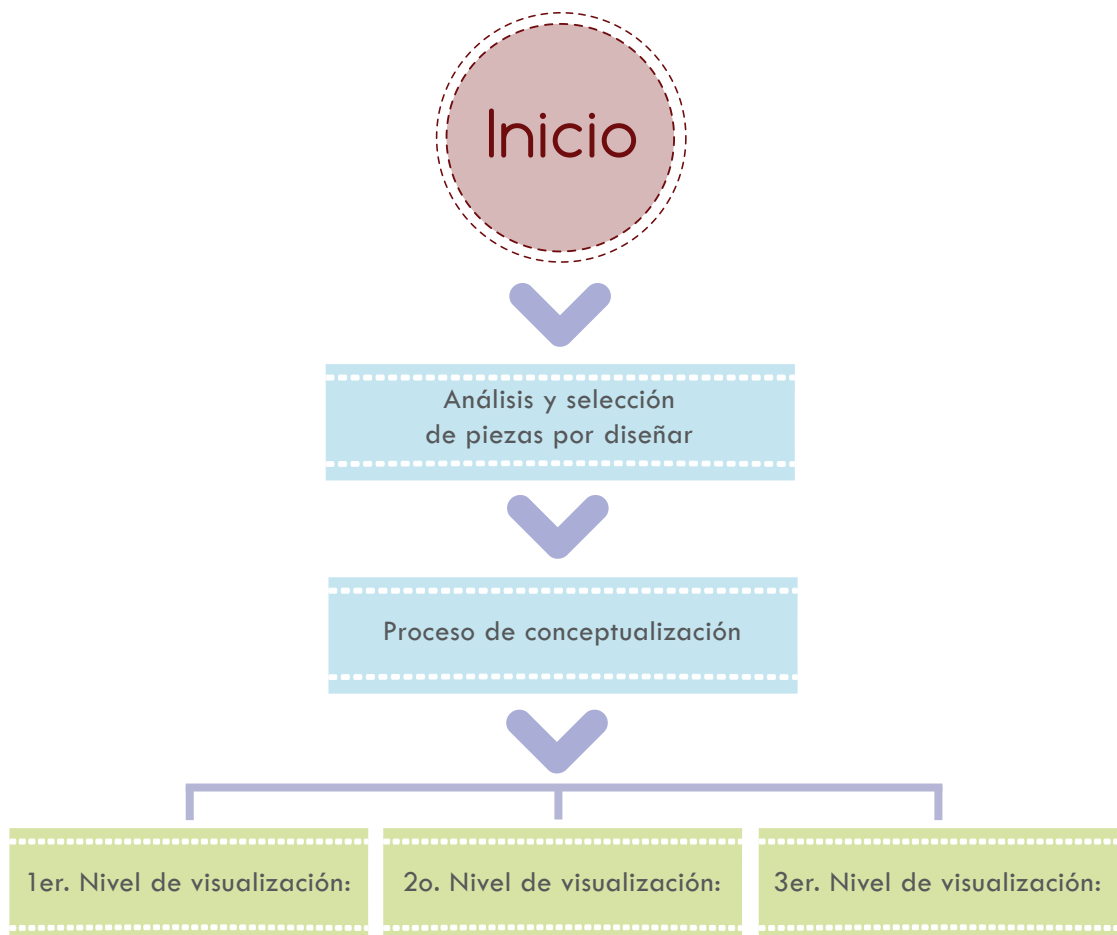 Inicio
Análisis y selección
de piezas por diseñar
Proceso de conceptualización
1er. Nivel de visualización:
2o. Nivel de visualización:
3er. Nivel de visualización: